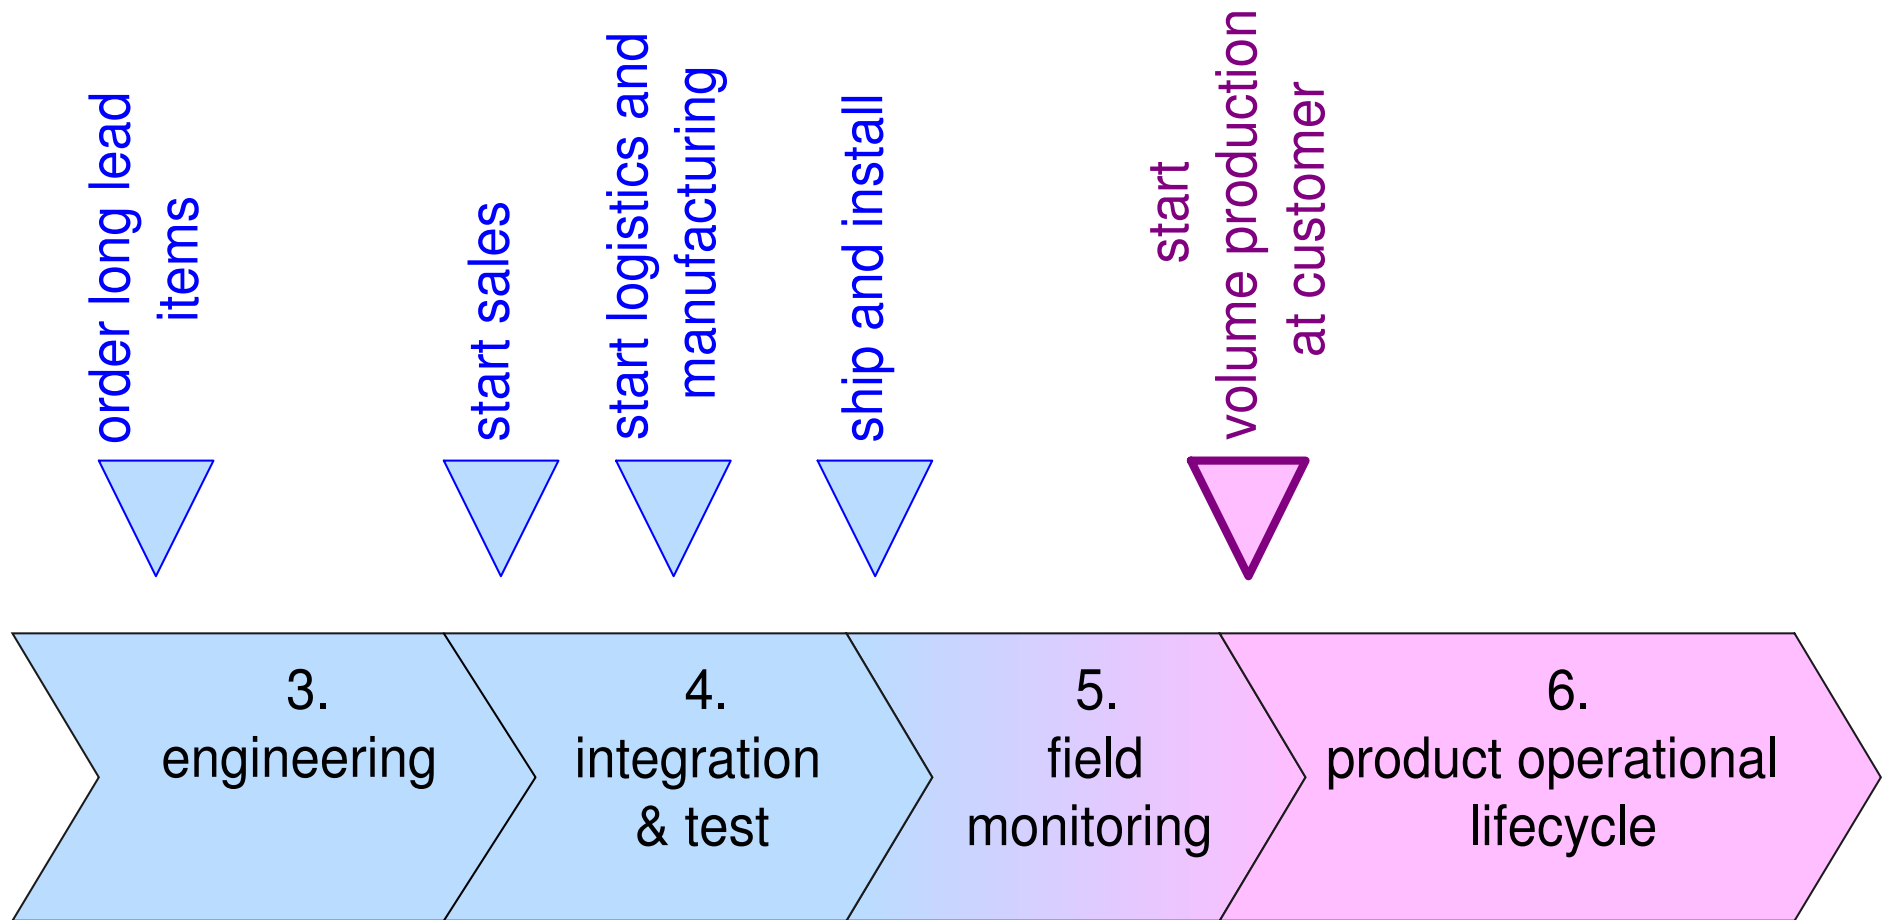 order long lead
items
start sales
start logistics and
manufacturing
ship and install
start
volume production
at customer
3.
engineering
4.
integration
& test
5.
field
monitoring
6.
product operational
lifecycle